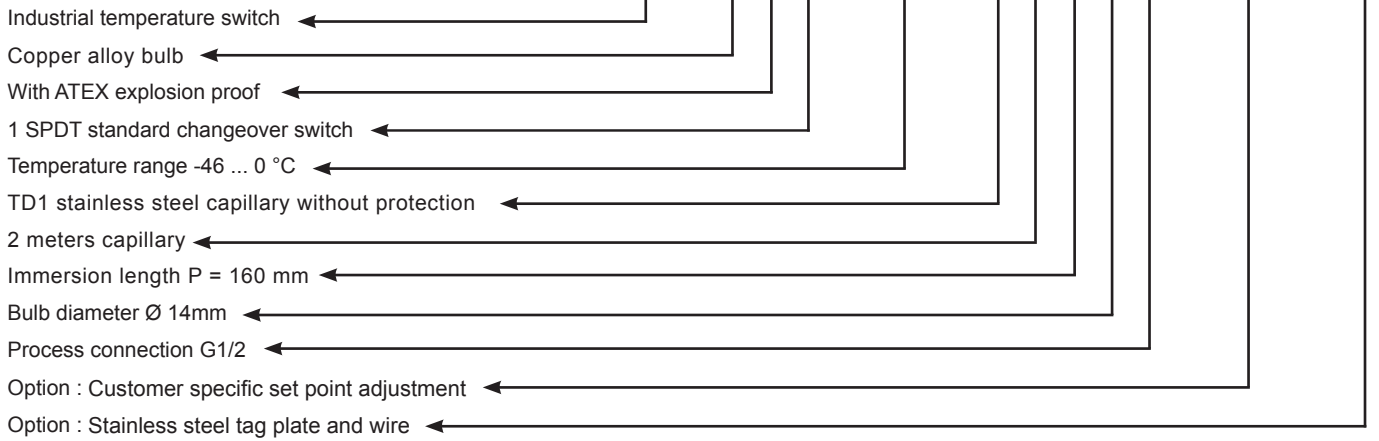 Industrial temperature switch
Copper alloy bulb
With ATEX explosion proof
1 SPDT standard changeover switch
Temperature range -46 ... 0 °C
TD1 stainless steel capillary without protection
2 meters capillary
Immersion length P = 160 mm
Bulb diameter Ø 14mm
Process connection G1/2
Option : Customer specific set point adjustment
Option : Stainless steel tag plate and wire